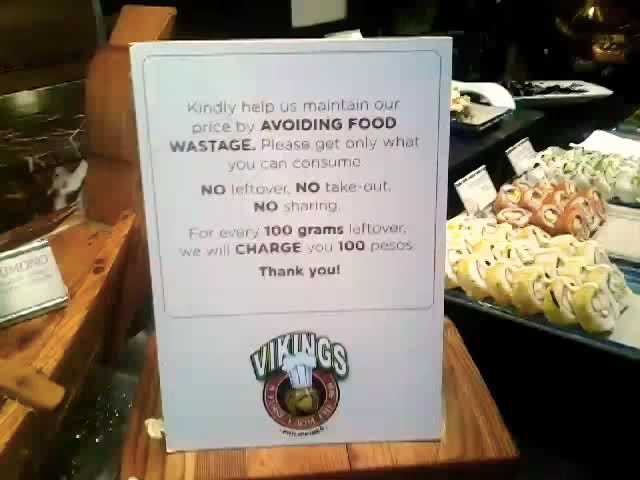 Kindly help us maintain our
price by AVOIDING FOOD
WASTAGE. Please get only what
you can consume
NO leftover, NO take-out,
NO sharing.
For every 100 grams leftover,
we will CHARGE you 100 pesos.
Thank you!
VIKINGS
PHILIPPINES